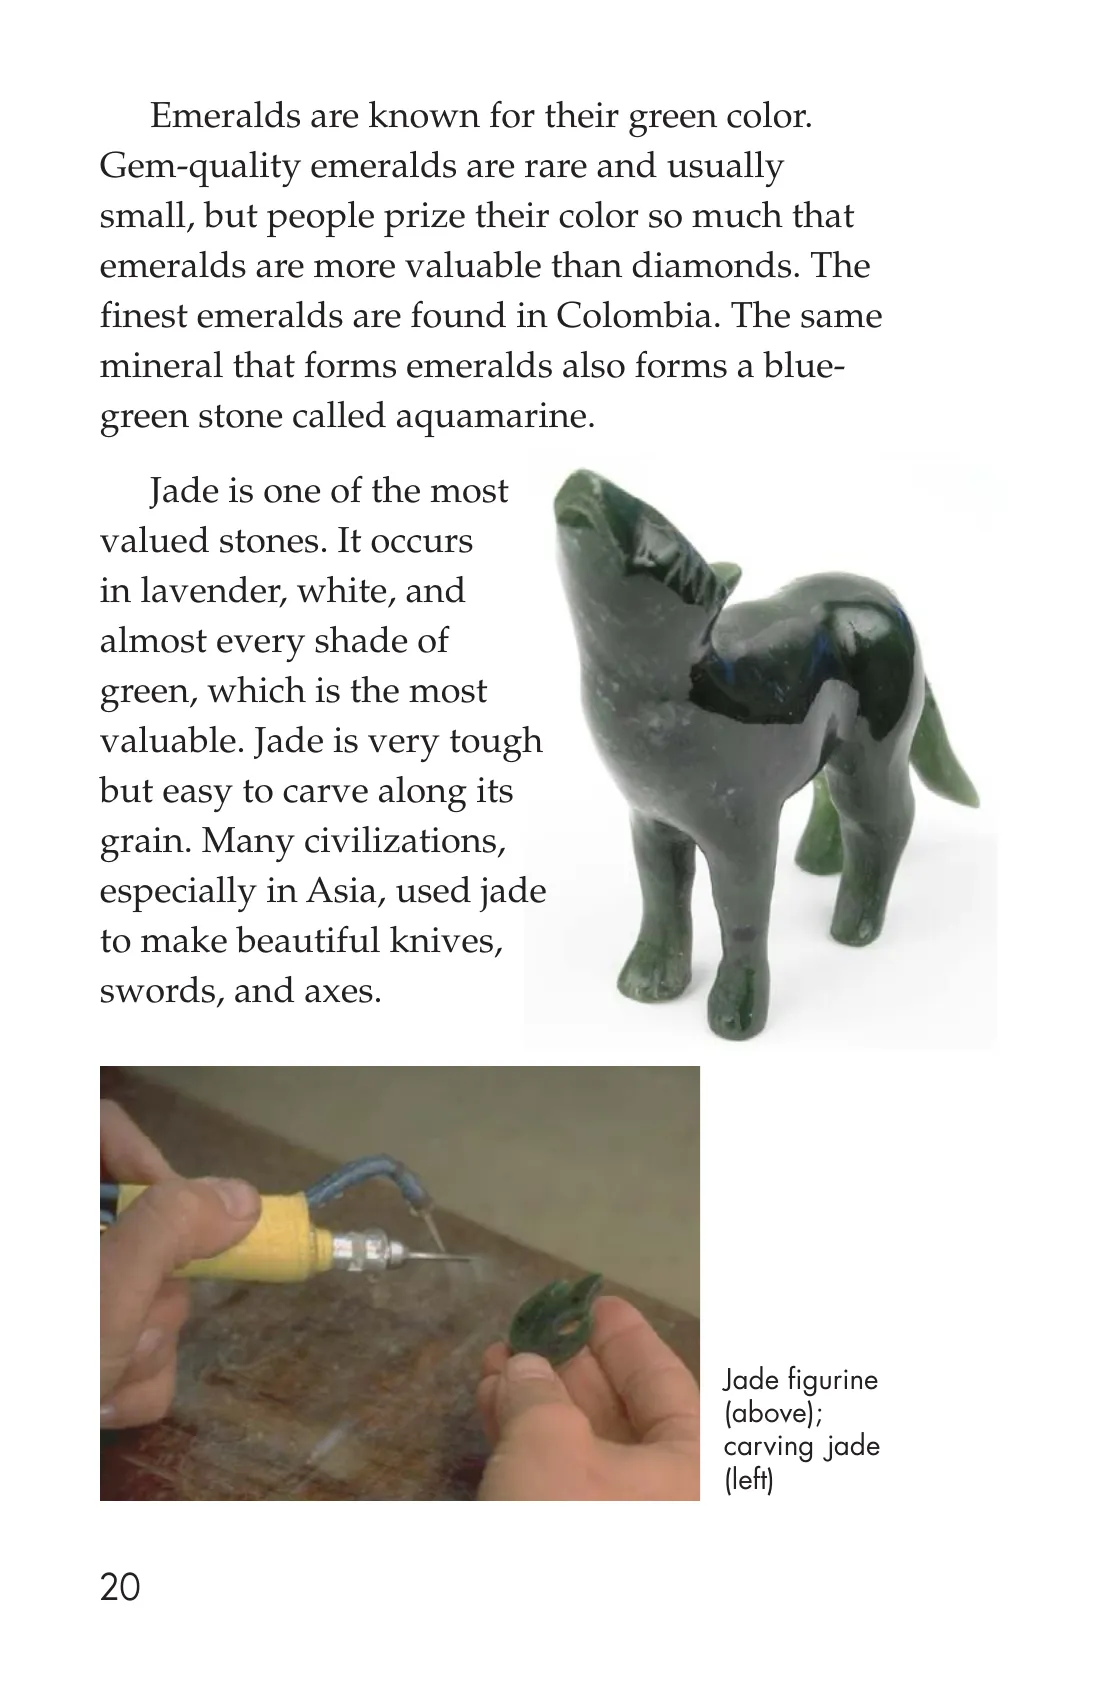 Emeralds are known for their green color.
Gem-quality emeralds are rare and usually
small, but people prize their color so much that
emeralds are more valuable than diamonds. The
finest emeralds are found in Colombia. The same
mineral that forms emeralds also forms a blue-
green stone called aquamarine.
Jade is one of the most
valued stones. It occurs
in lavender, white, and
almost every shade of
green, which is the most
valuable. Jade is very tough
but easy to carve along its
grain. Many civilizations,
especially in Asia, used jade
to make beautiful knives,
swords, and axes.
Jade figurine
(above);
carving jade
(left)
20